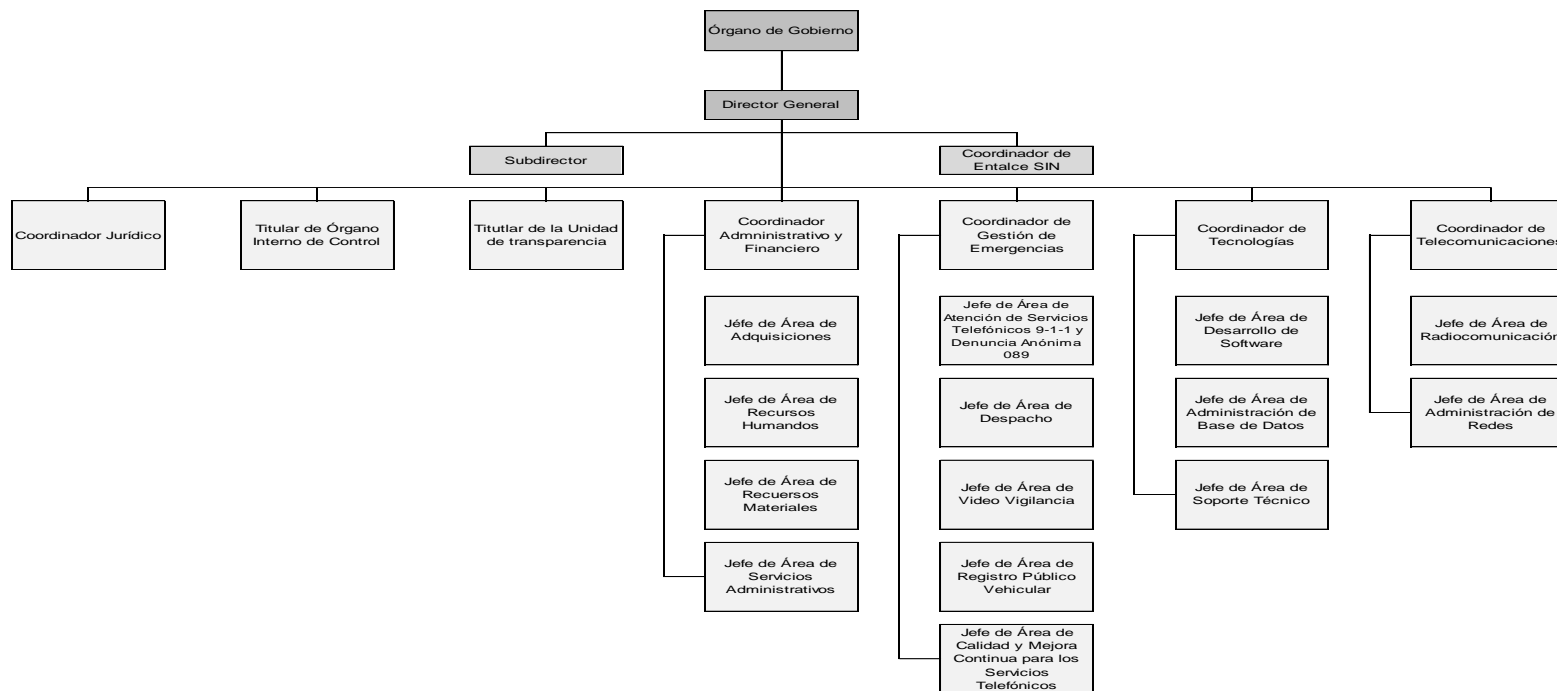 Órgano de Gobierno
Director General
Subdirector
Coordinador de
Entalce SIN
Coordinador Jurídico
Titular de Órgano
Interno de Control
Titutlar de la Unidad
de transparencia
Coordinador
Admninistrativo y
Financiero
Coordinador de
Gestión de
Emergencias
Coordinador de
Tecnologías
Coordinador de
Telecomunicaciones
Jéfe de Área de
Adquisiciones
Jefe de Área de
Recursos
Humandos
Jefe de Área de
Recuersos
Materiales
Jefe de Área de
Servicios
Administrativos
Jefe de Área de
Atención de Servicios
Telefónicos 9-1-1 y
Denuncia Anónima
089
Jefe de Área de
Despacho
Jefe de Área de
Video Vigilancia
Jefe de Área de
Registro Público
Vehicular
Jefe de Área de
Calidad y Mejora
Continua para los
Servicios
Telefónicos
Jefe de Área de
Desarrollo de
Software
Jefe de Área de
Administración de
Base de Datos
Jefe de Área de
Soporte Técnico
Jefe de Área de
Radiocomunicación
Jefe de Área de
Administración de
Redes